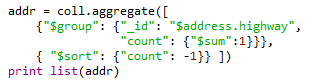 addr = coll.aggregate([
    {"$group": {"_id": "$address.highway",
                "count": {"$sum":1}}},
    { "$sort": {"count": -1}} ])
print list(addr)